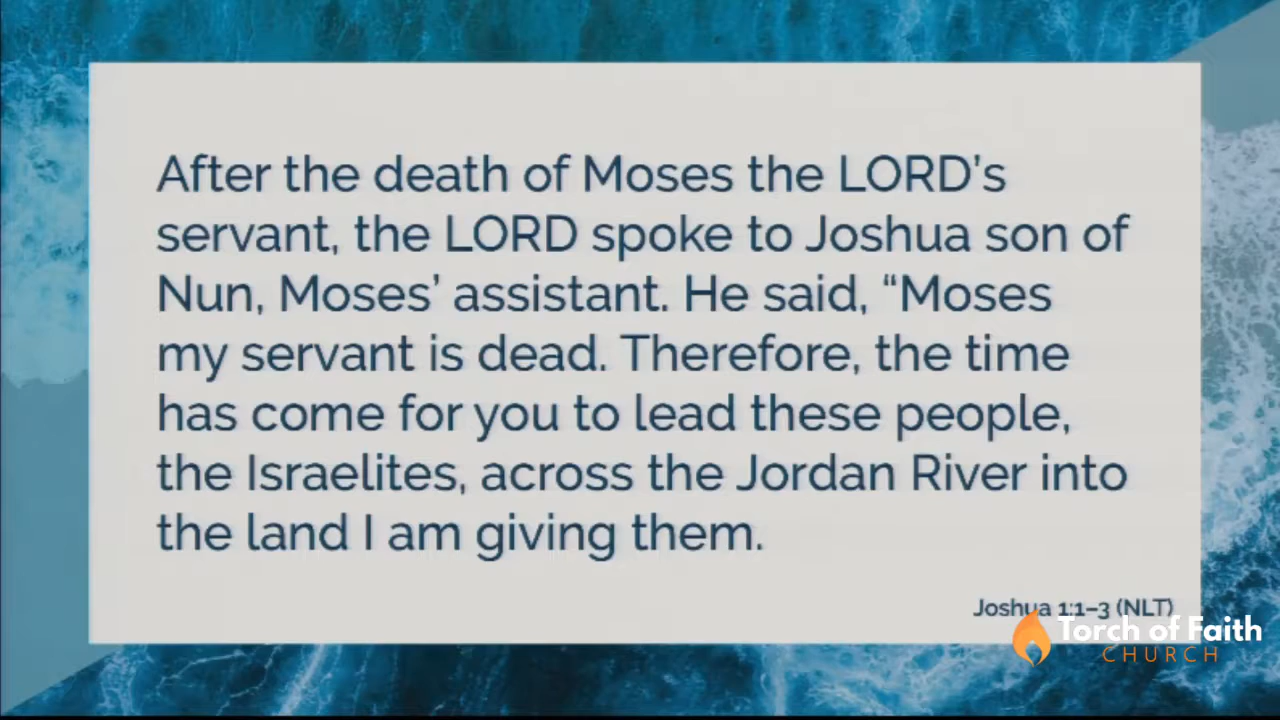 After the death of Moses the LORD’s
servant, the LORD spoke to Joshua son of
Nun, Moses’ assistant. He said, “Moses
my servant is dead. Therefore, the time
has come for you to lead these people,
the Israelites, across the Jordan River into
the land I am giving them.
Joshua 1:1–3 (NLT)
Torch of Faith
CHURCH